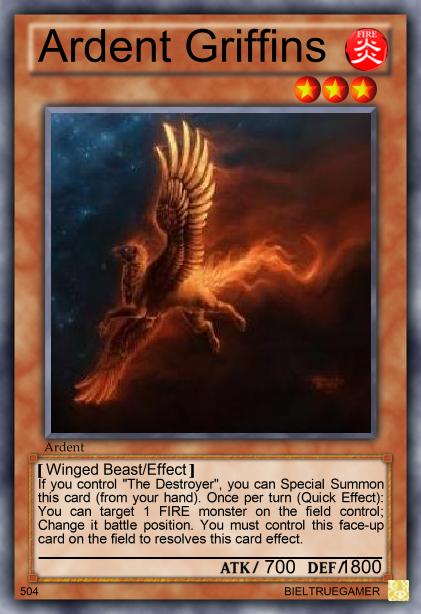 Ardent Griffins
FIRE
炎
Ardent
[ Winged Beast/Effect ]
If you control "The Destroyer", you can Special Summon
this card (from your hand). Once per turn (Quick Effect):
You can target 1 FIRE monster on the field control;
Change it battle position. You must control this face-up
card on the field to resolves this card effect.
ATK/ 700 DEF/1800
504 BIELTRUEGAMER